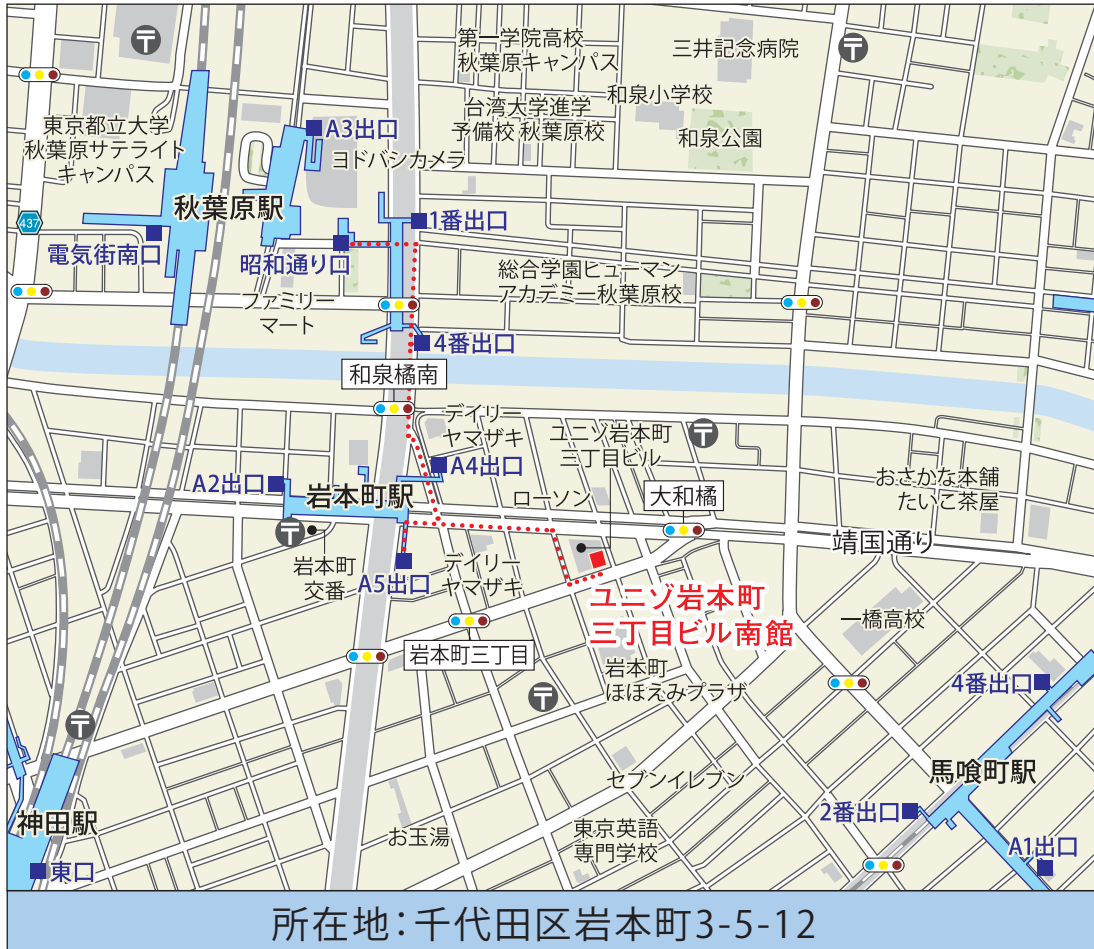 第一学院高校
秋葉原キャンパス
三井記念病院
台湾大学進学
予備校 秋葉原校
和泉小学校
和泉公園
東京都立大学
秋葉原サテライト
キャンパス
A3出口
ヨドバシカメラ
秋葉原駅
437
電気街南口
昭和通り口
1番出口
ファミリー
マート
総合学園ヒューマン
アカデミー秋葉原校
4番出口
和泉橋南
デイリー
ヤマザキ
ユニゾ岩本町
三丁目ビル
A2出口
岩本町駅
A4出口
ローソン
大和橋
おさかな本舗
たいこ茶屋
靖国通り
岩本町
交番
A5出口
デイリー
ヤマザキ
ユニゾ岩本町
三丁目ビル南館
一橋高校
岩本町三丁目
岩本町
ほほえみプラザ
4番出口
馬喰町駅
セブンイレブン
2番出口
神田駅
お玉湯
東京英語
専門学校
A1出口
東口
所在地：千代田区岩本町3-5-12